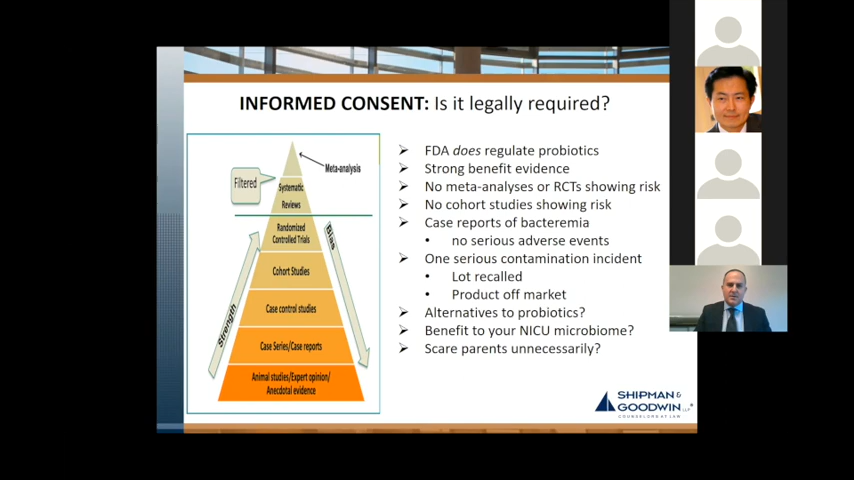 INFORMED CONSENT: Is it legally required?
Meta-analysis
Filtered
Systematic
Reviews
Randomized
Controlled Trials
Bias
Cohort Studies
Strength
Case control studies
Case Series/Case reports
Animal studies/Expert opinion/
Anecdotal evidence
➢ FDA does regulate probiotics
➢ Strong benefit evidence
➢ No meta-analyses or RCTs showing risk
➢ No cohort studies showing risk
➢ Case reports of bacteremia
• no serious adverse events
➢ One serious contamination incident
• Lot recalled
• Product off market
➢ Alternatives to probiotics?
➢ Benefit to your NICU microbiome?
➢ Scare parents unnecessarily?
SHIPMAN &
GOODWIN LLP®
COUNSELORS AT LAW